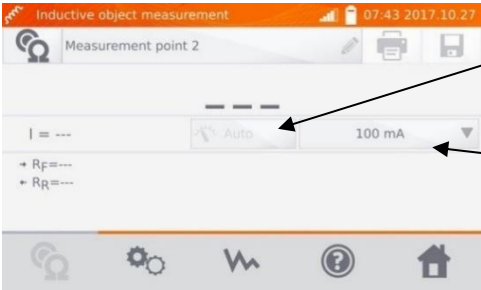 Inductive object measurement 07:43 2017.10.27
Measurement point 2
---
I = --- Auto 100 mA
→ RF=---
← RR=---